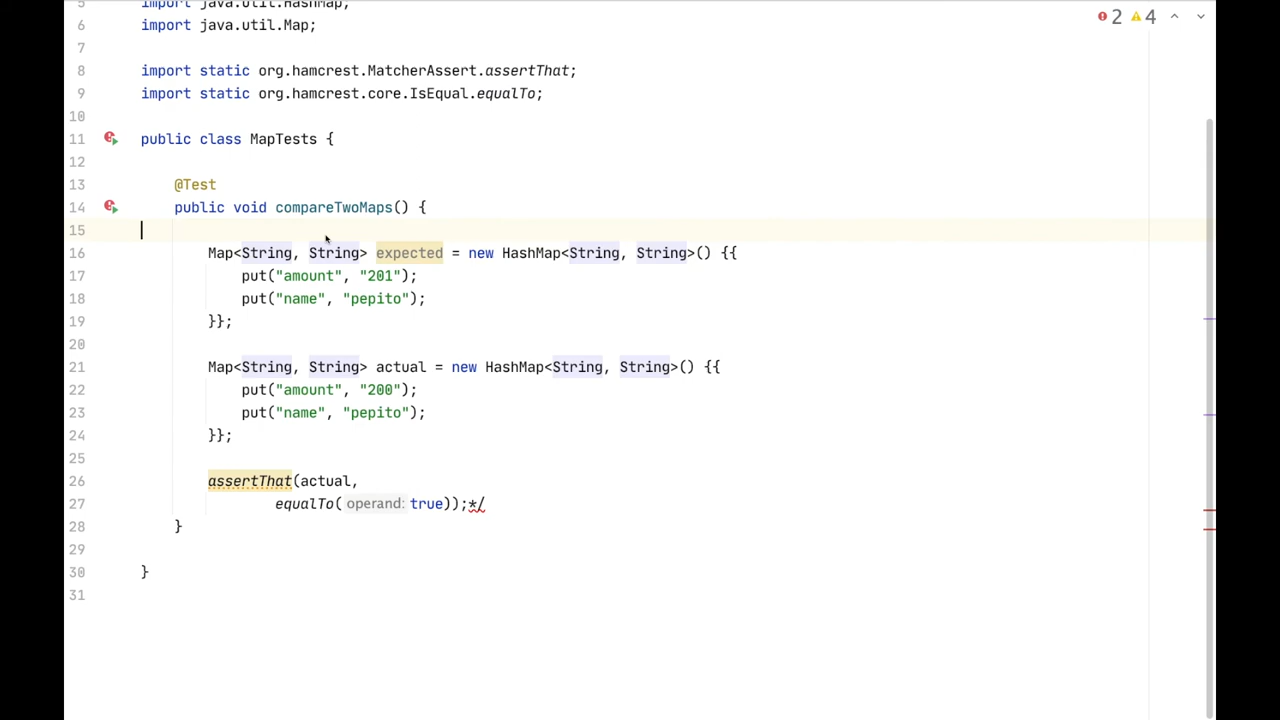 5 import java.util.HashMap;
6 import java.util.Map;
7
8 import static org.hamcrest.MatcherAssert.assertThat;
9 import static org.hamcrest.core.IsEqual.equalTo;
10
11 public class MapTests {
12
13 @Test
14 public void compareTwoMaps() {
15
16 Map<String, String> expected = new HashMap<String, String>() {{
17 put("amount", "201");
18 put("name", "pepito");
19 }};
20
21 Map<String, String> actual = new HashMap<String, String>() {{
22 put("amount", "200");
23 put("name", "pepito");
24 }};
25
26 assertThat(actual,
27 equalTo( operand: true));*/
28 }
29
30 }
31
2 4